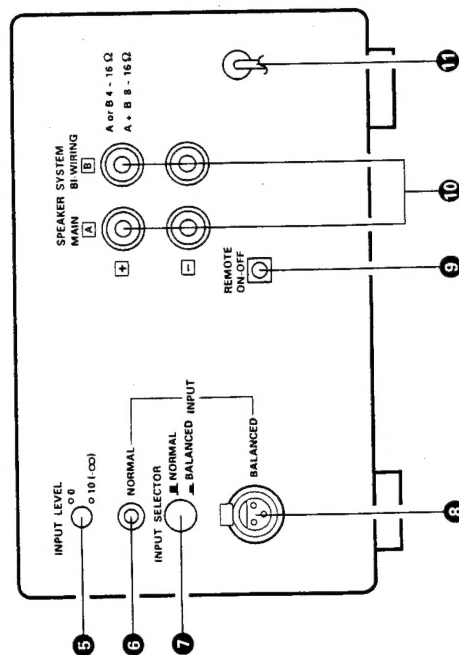 INPUT LEVEL
0
10 (-∞)
NORMAL
INPUT
INPUT SELECTOR
NORMAL
BALANCED
BALANCED
SPEAKER SYSTEM
MAIN BI-WIRING
A B
A or B 4 ~ 16 Ω
A + B 8 ~ 16 Ω
+
−
REMOTE
ON-OFF
5
6
7
8
9
10
11